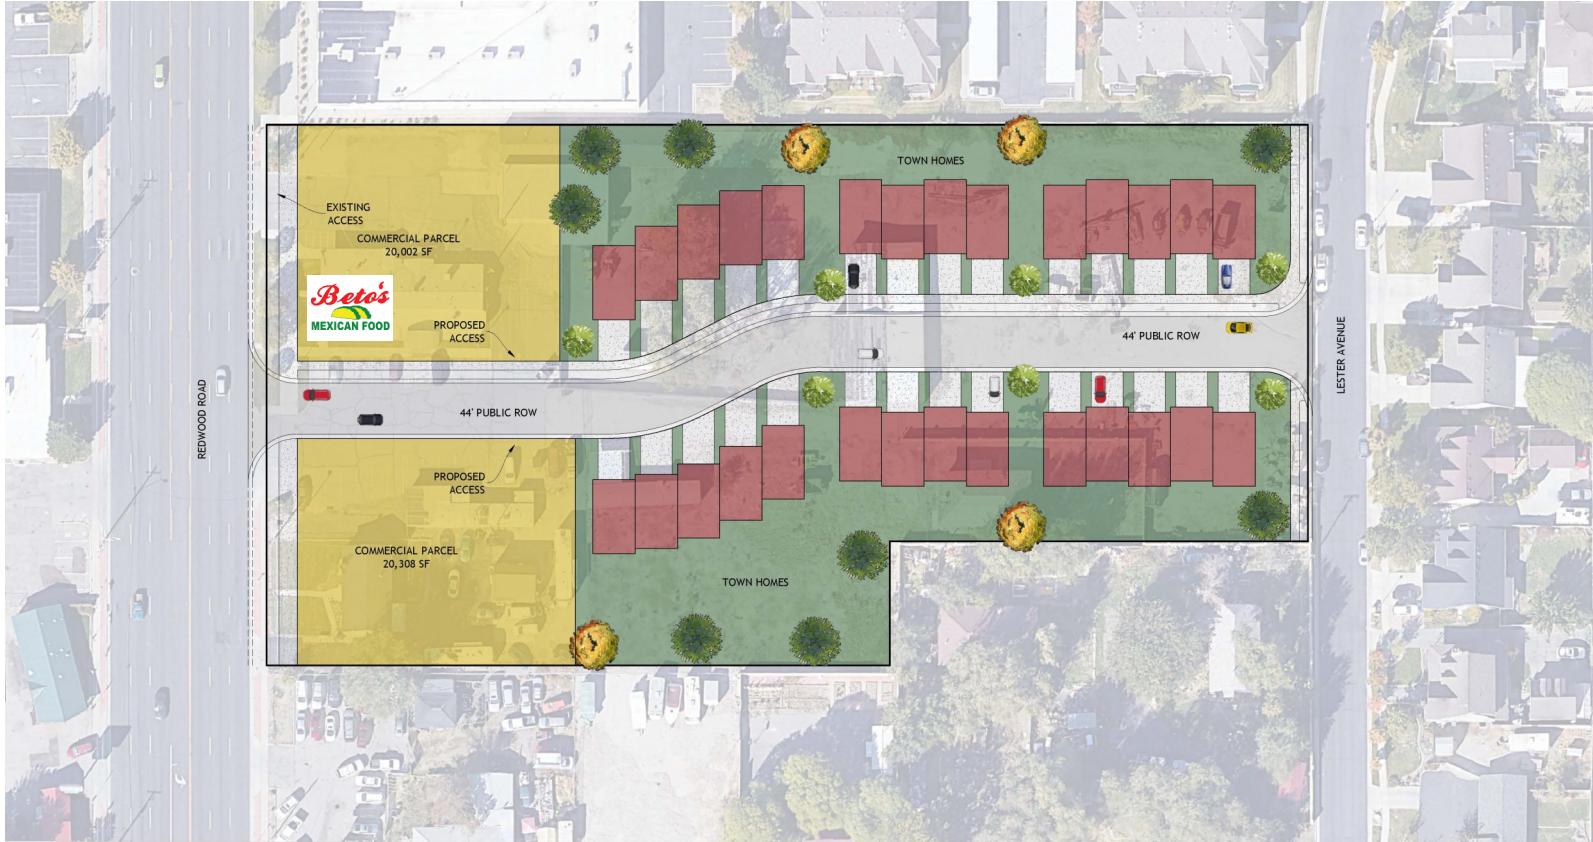 TOWN HOMES
EXISTING
ACCESS
COMMERCIAL PARCEL
20,002 SF
Beto's
MEXICAN FOOD
PROPOSED
ACCESS
44' PUBLIC ROW
LESTER AVENUE
REDWOOD ROAD
44' PUBLIC ROW
PROPOSED
ACCESS
COMMERCIAL PARCEL
20,308 SF
TOWN HOMES